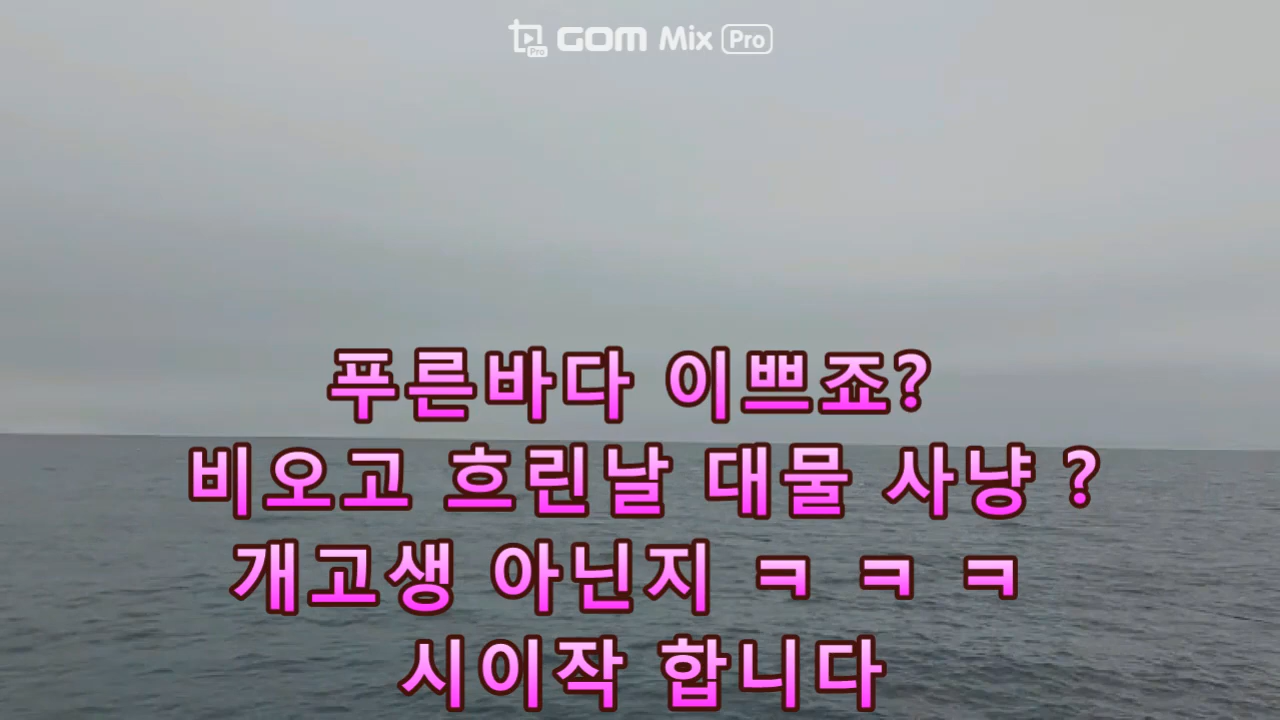 GOM Mix Pro
푸른바다 이쁘죠?
비오고 흐린날 대물 사냥 ?
개고생 아닌지 ㅋ ㅋ ㅋ
시이작 합니다